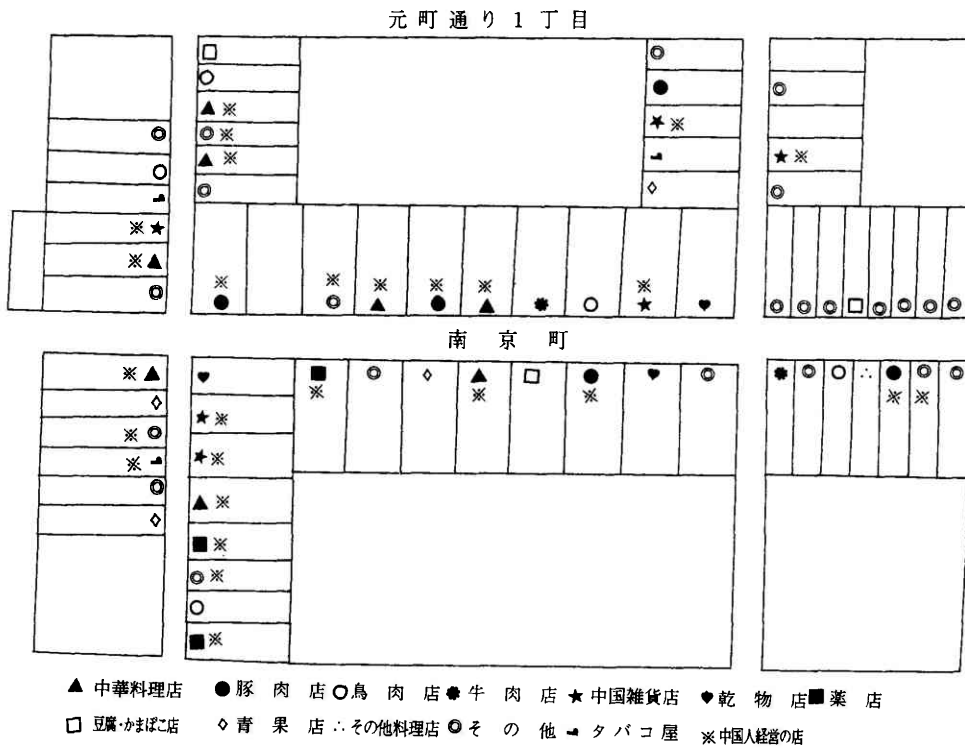 元町通り1丁目
南京町
▲ 中華料理店 ● 豚肉店 ○ 鳥肉店 ✽ 牛肉店 ★ 中国雑貨店 ♥ 乾物店 ■ 薬店
□ 豆腐・かまぼこ店 ◇ 青果店 ∴ その他料理店 ◎ その他 タバコ屋 ※ 中国人経営の店